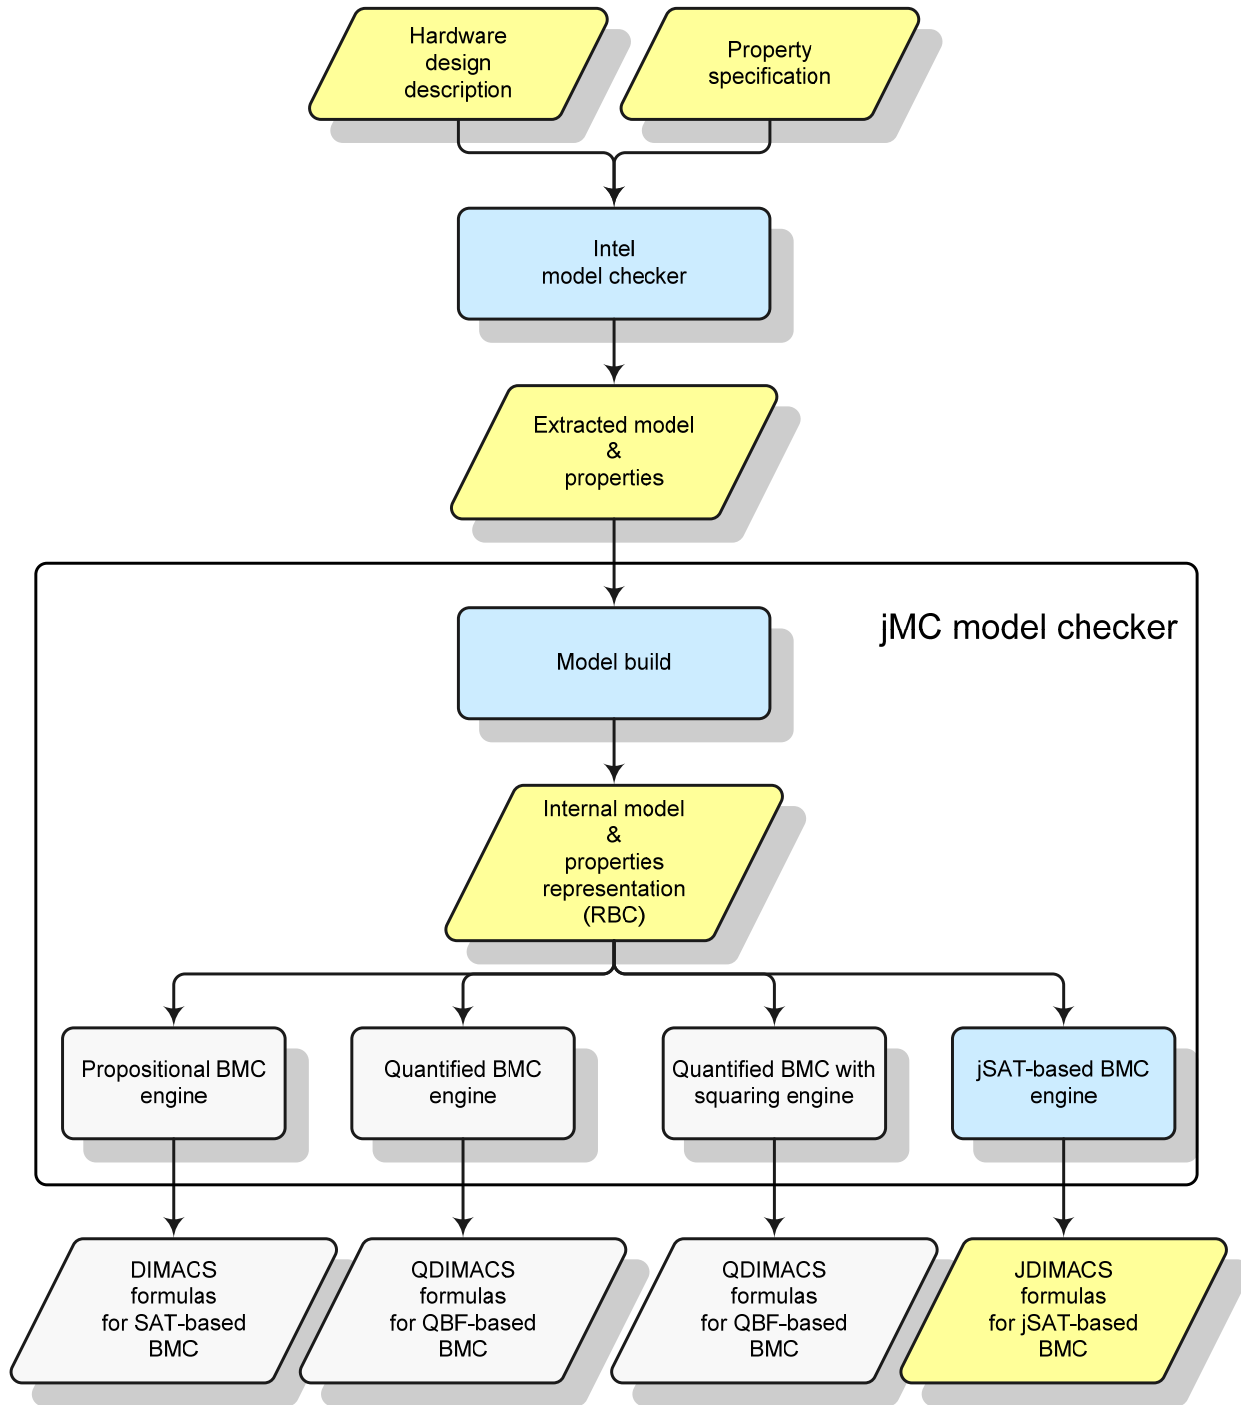 Hardware
design
description
Property
specification
Intel
model checker
Extracted model
&
properties
jMC model checker
Model build
Internal model
&
properties
representation
(RBC)
Propositional BMC
engine
Quantified BMC
engine
Quantified BMC with
squaring engine
jSAT-based BMC
engine
DIMACS
formulas
for SAT-based
BMC
QDIMACS
formulas
for QBF-based
BMC
QDIMACS
formulas
for QBF-based
BMC
JDIMACS
formulas
for jSAT-based
BMC